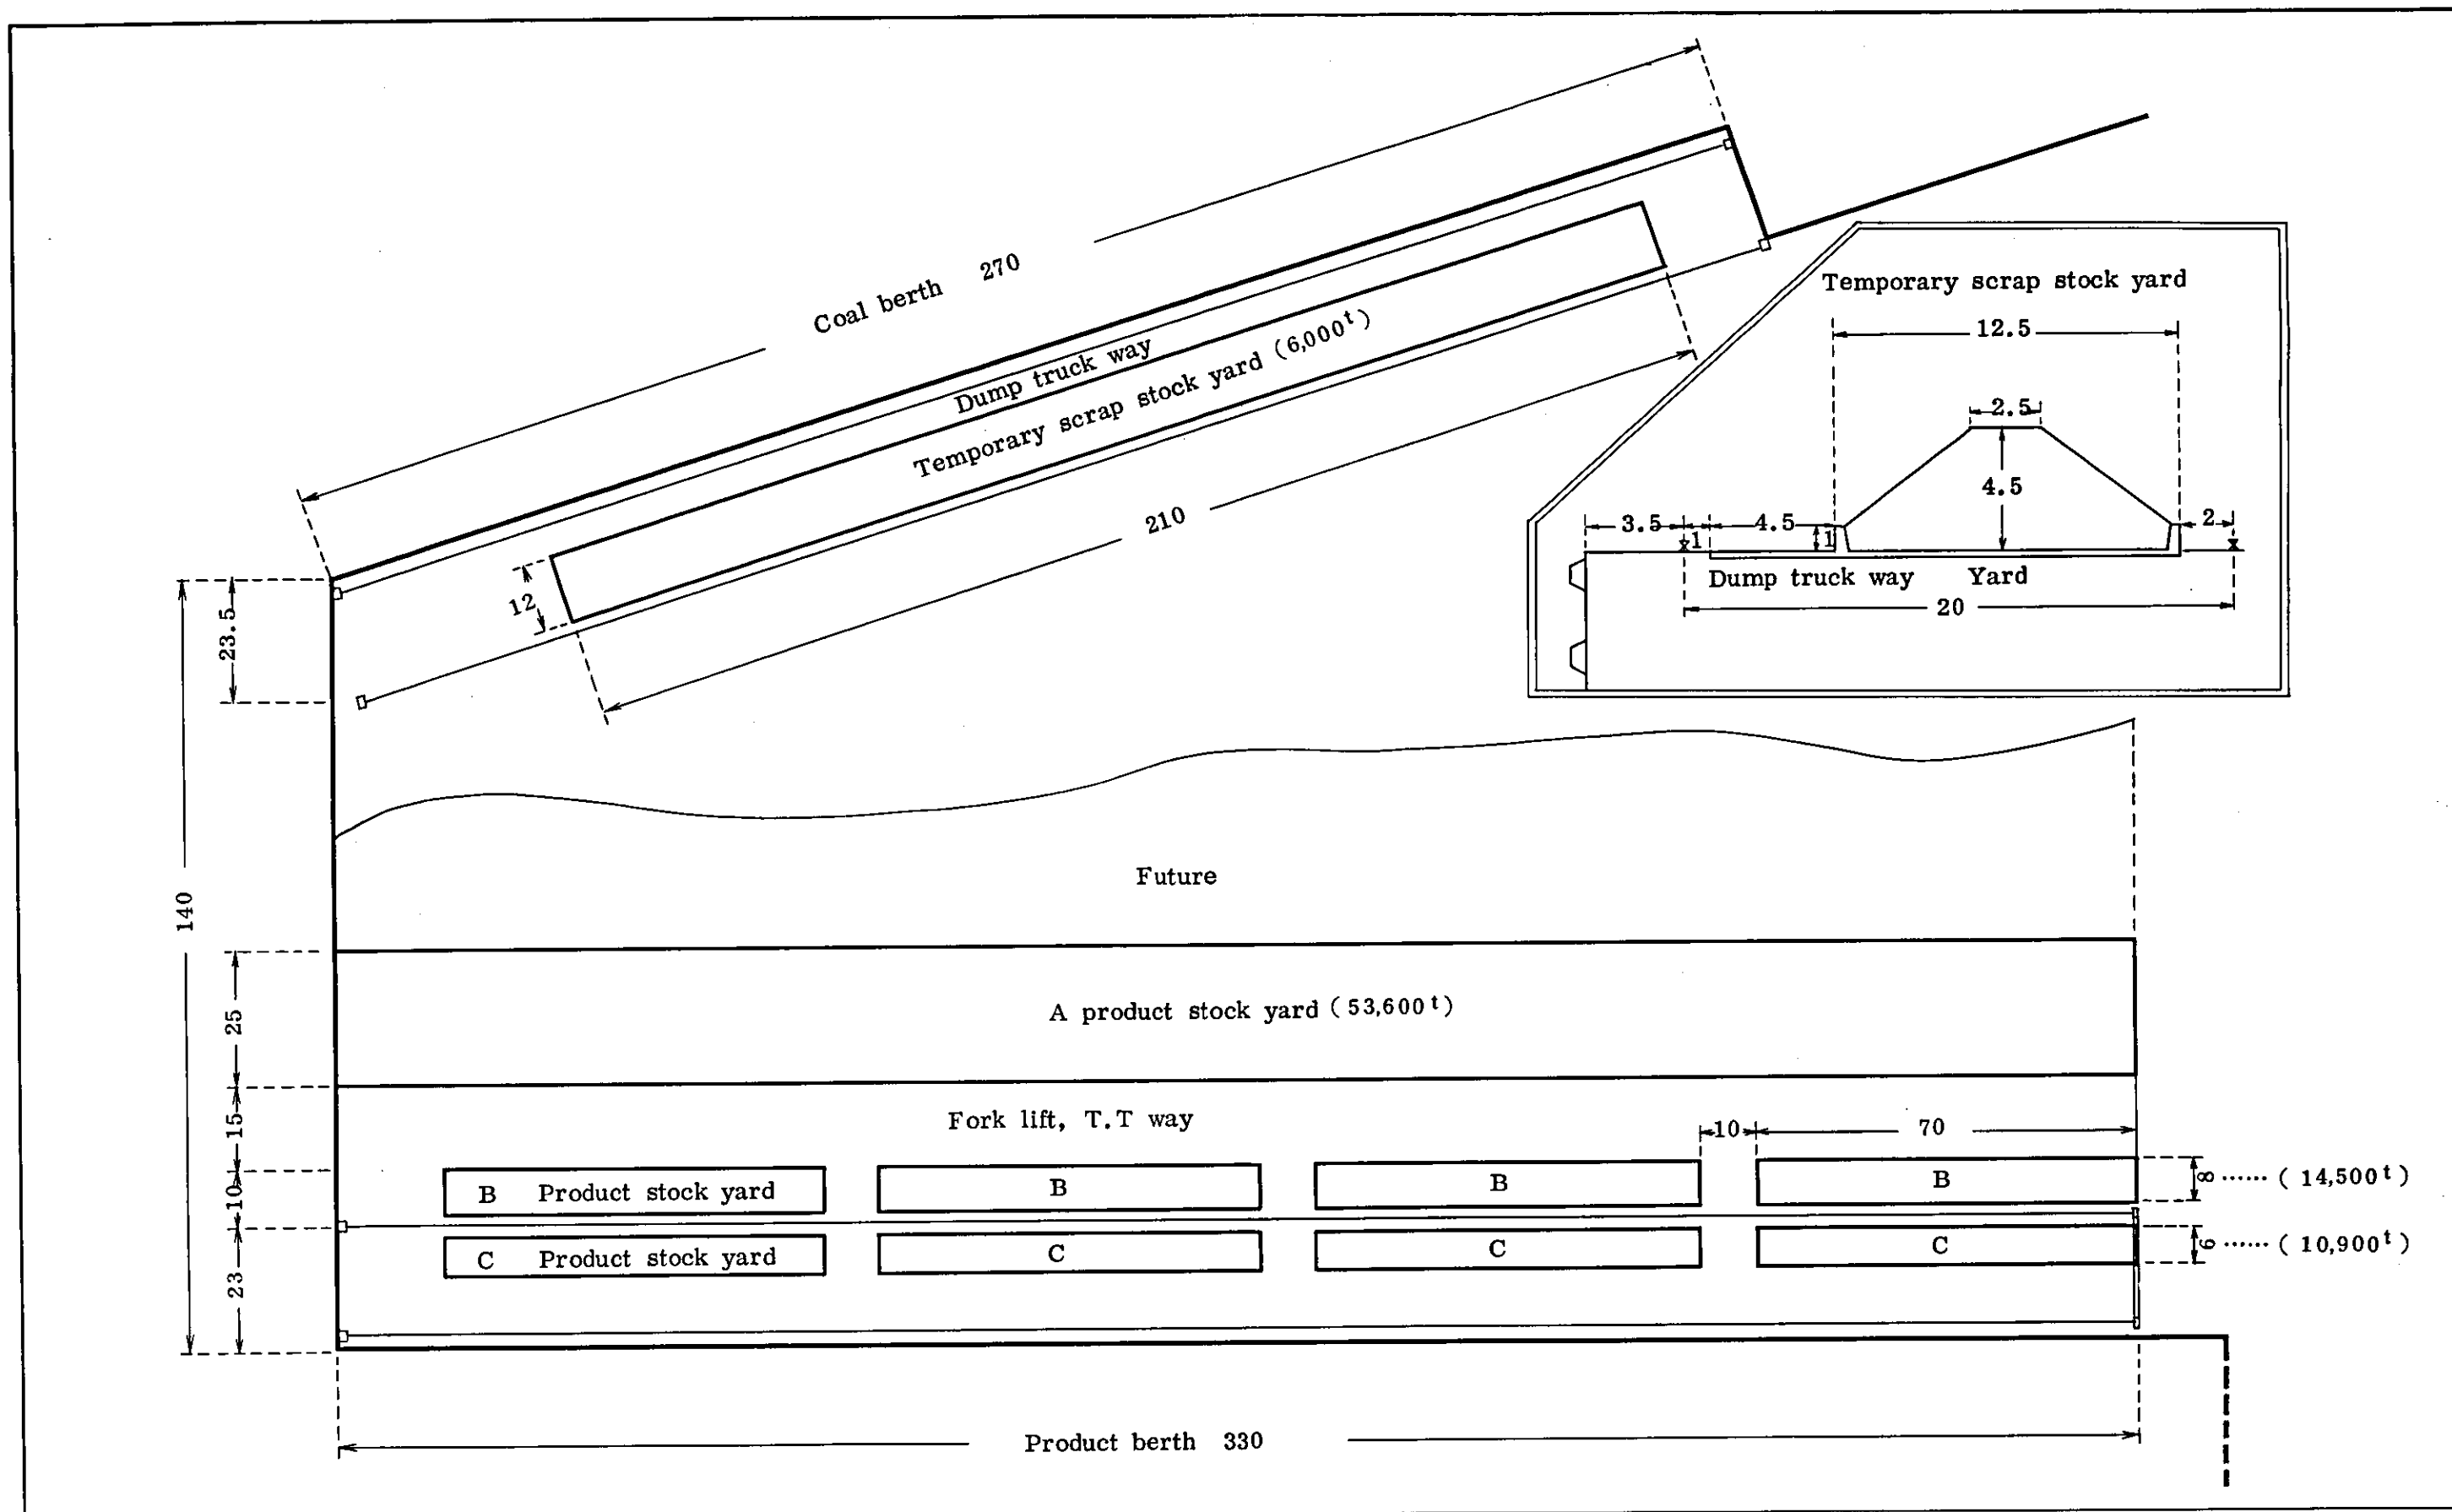 Coal berth 270
Dump truck way
Temporary scrap stock yard (6,000t)
210
12
23.5
140
Temporary scrap stock yard
12.5
2.5
4.5
3.5
1
4.5
1
2
Dump truck way Yard
20
Future
25
A product stock yard (53,600t)
15
Fork lift, T.T way
10
70
10
B Product stock yard
B
B
B
8 ...... (14,500t)
23
C Product stock yard
C
C
C
6 ...... (10,900t)
Product berth 330